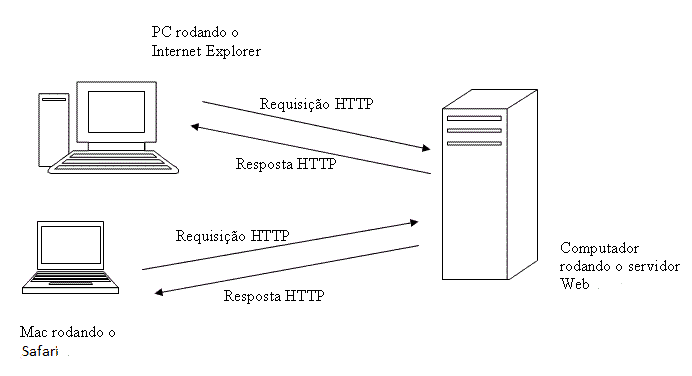 PC rodando o
Internet Explorer
Requisição HTTP
Resposta HTTP
Requisição HTTP
Resposta HTTP
Computador
rodando o servidor
Web
Mac rodando o
Safari